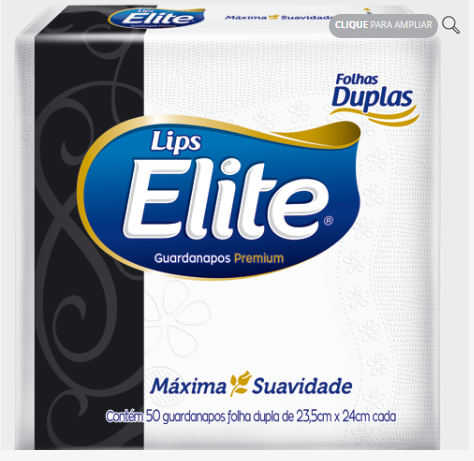 Lips
Elite
Máxima Suavidade
CLIQUE PARA AMPLIAR
Folhas
Duplas
Lips
Elite®
Guardanapos Premium
Máxima Suavidade
Contém 50 guardanapos folha dupla de 23,5cm x 24cm cada